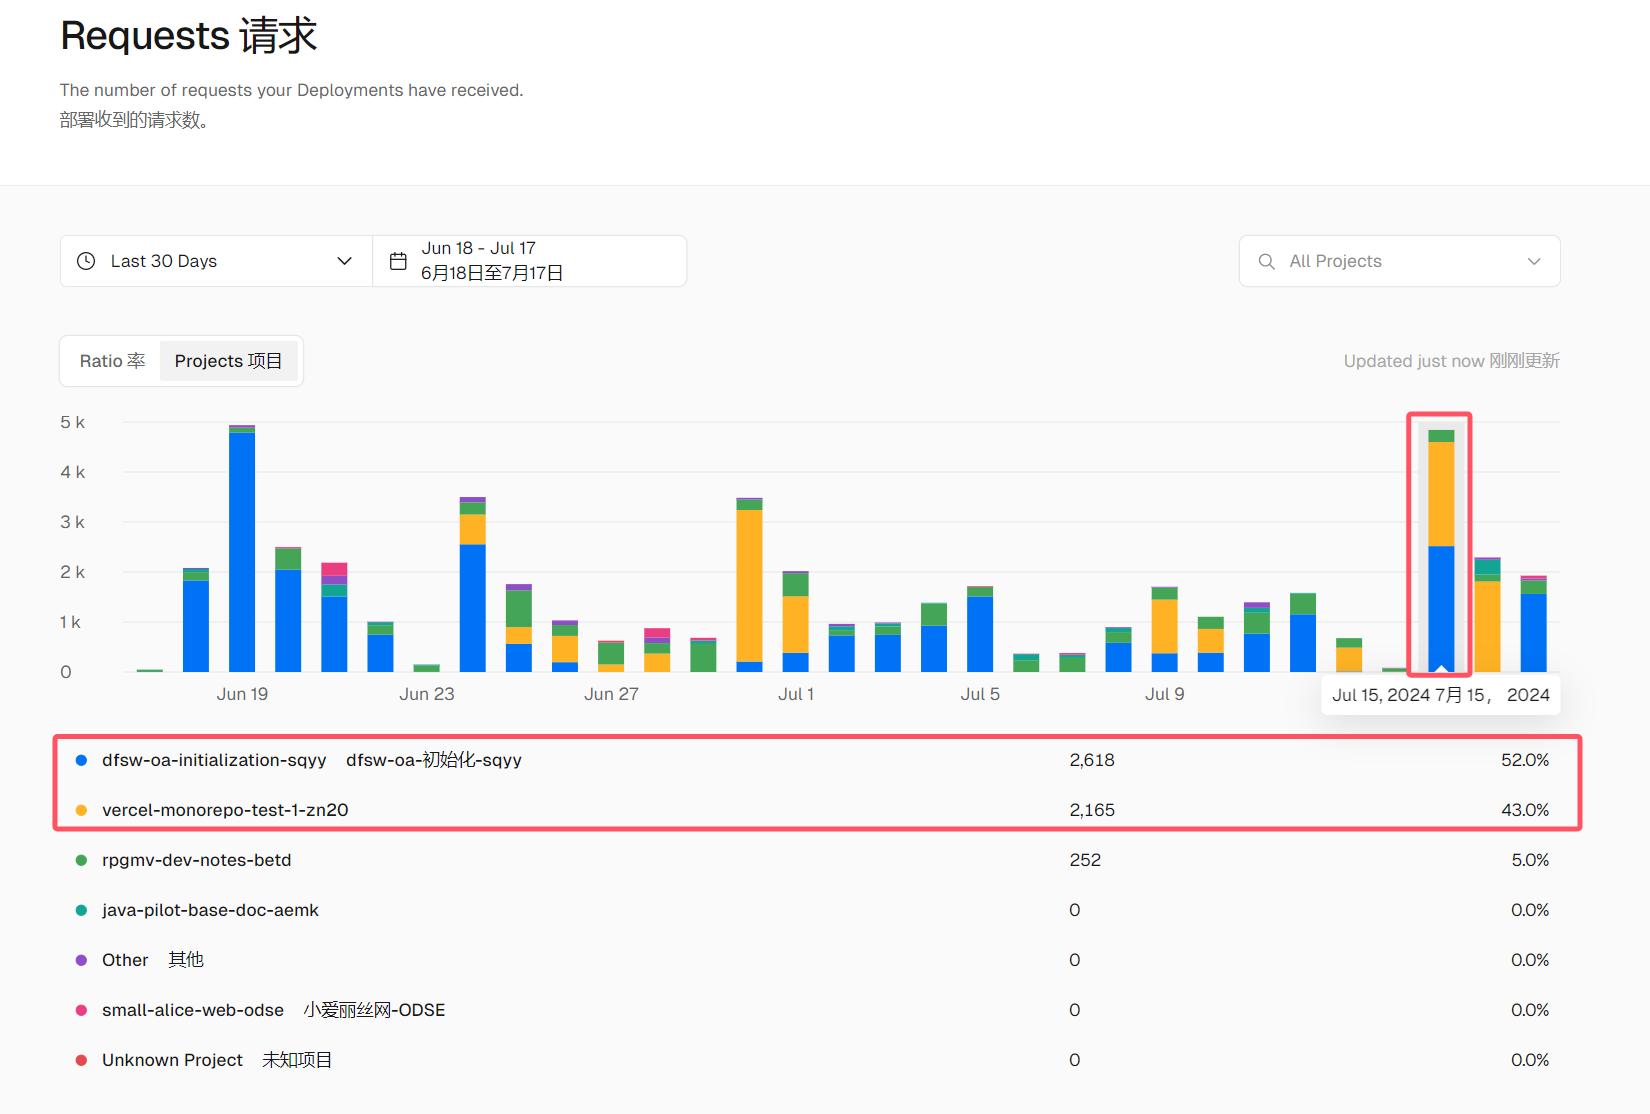 Requests 请求
The number of requests your Deployments have received.
部署收到的请求数。
Last 30 Days
Jun 18 - Jul 17
6月18日至7月17日
All Projects
Ratio 率
Projects 项目
Updated just now 刚刚更新
5 k
4 k
3 k
2 k
1 k
0
Jun 19
Jun 23
Jun 27
Jul 1
Jul 5
Jul 9
Jul 15, 2024 7月 15， 2024
dfsw-oa-initialization-sqyy dfsw-oa-初始化-sqyy 2,618 52.0%
vercel-monorepo-test-1-zn20 2,165 43.0%
rpgmv-dev-notes-betd 252 5.0%
java-pilot-base-doc-aemk 0 0.0%
Other 其他 0 0.0%
small-alice-web-odse 小爱丽丝网-ODSE 0 0.0%
Unknown Project 未知项目 0 0.0%